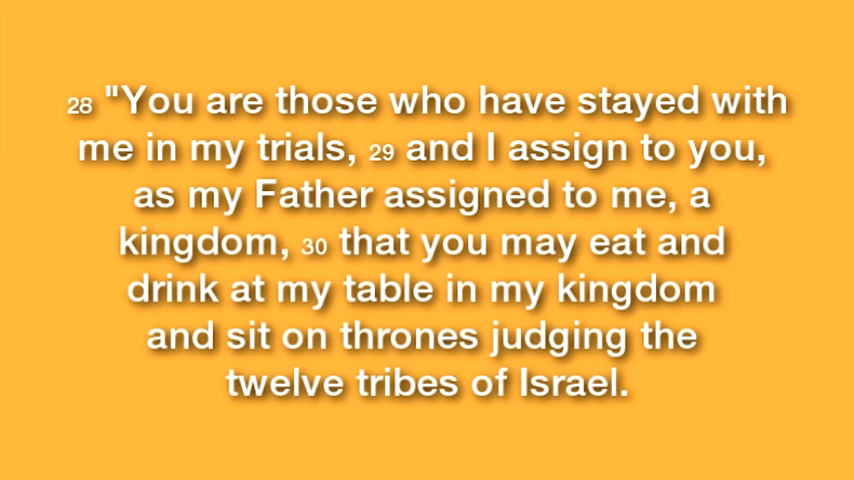 28 "You are those who have stayed with
me in my trials, 29 and I assign to you,
as my Father assigned to me, a
kingdom, 30 that you may eat and
drink at my table in my kingdom
and sit on thrones judging the
twelve tribes of Israel.